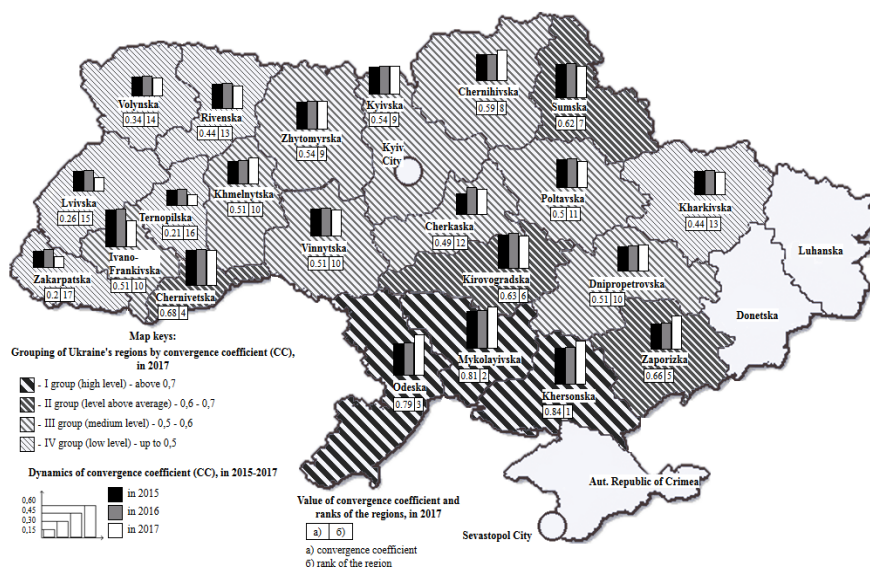 Volynska
0.34 14
Rivenska
0.44 13
Zhytomyrska
0.54 9
Kyivska
0.54 9
Kyiv
City
Chernihivska
0.59 8
Sumska
0.62 7
Lvivska
0.26 15
Ternopilska
0.21 16
Khmelnytska
0.51 10
Vinnytska
0.51 10
Cherkaska
0.49 12
Poltavska
0.5 11
Kharkivska
0.44 13
Luhanska
Zakarpatska
0.2 17
Ivano-
Frankivska
0.51 10
Chernivetska
0.68 4
Kirovogradska
0.63 6
Dnipropetrovska
0.51 10
Donetska
Odeska
0.79 3
Mykolayivska
0.81 2
Khersonska
0.84 1
Zaporizka
0.66 5
Aut. Republic of Crimea
Sevastopol City
Map keys:
Grouping of Ukraine's regions by convergence coefficient (CC),
in 2017
- I group (high level) - above 0,7
- II group (level above average) - 0,6 - 0,7
- III group (medium level) - 0,5 - 0,6
- IV group (low level) - up to 0,5
Dynamics of convergence coefficient (CC), in 2015-2017
0,60
0,45
0,30
0,15
in 2015
in 2016
in 2017
Value of convergence coefficient and
ranks of the regions, in 2017
a) б)
a) convergence coefficient
б) rank of the region